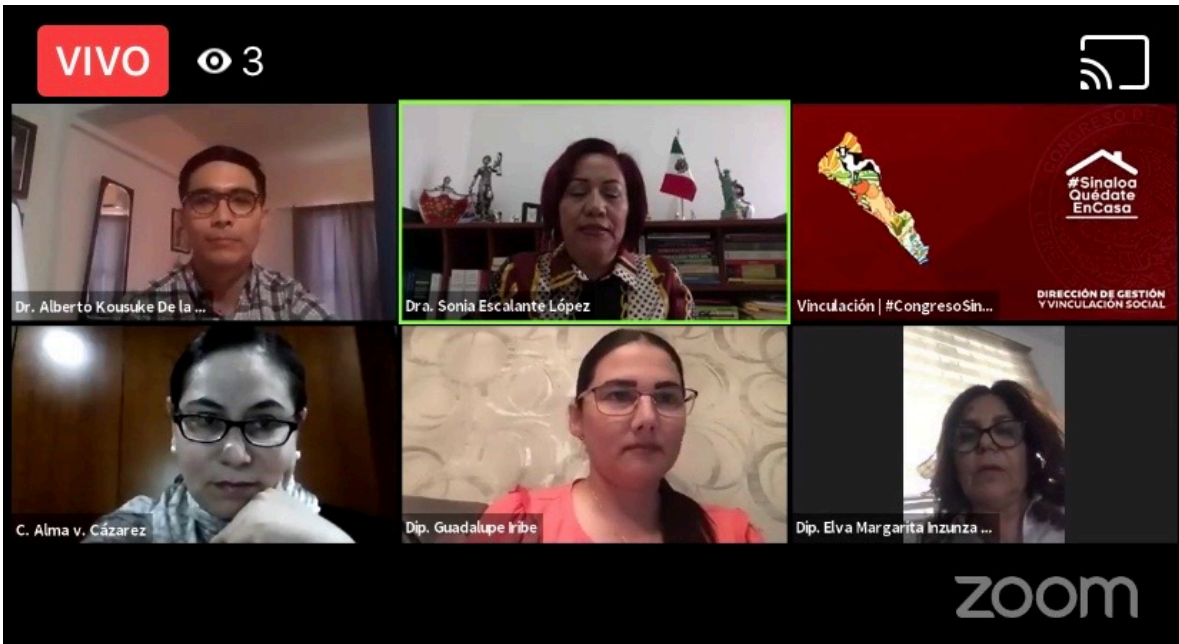 VIVO
3
Dr. Alberto Kousuke De la ...
Dra. Sonia Escalante López
#Sinaloa
Quédate
EnCasa
Vinculación | #CongresoSin...
DIRECCIÓN DE GESTIÓN
Y VINCULACIÓN SOCIAL
C. Alma v. Cázarez
Dip. Guadalupe Iribe
Dip. Elva Margarita Inzunza ...
zoom